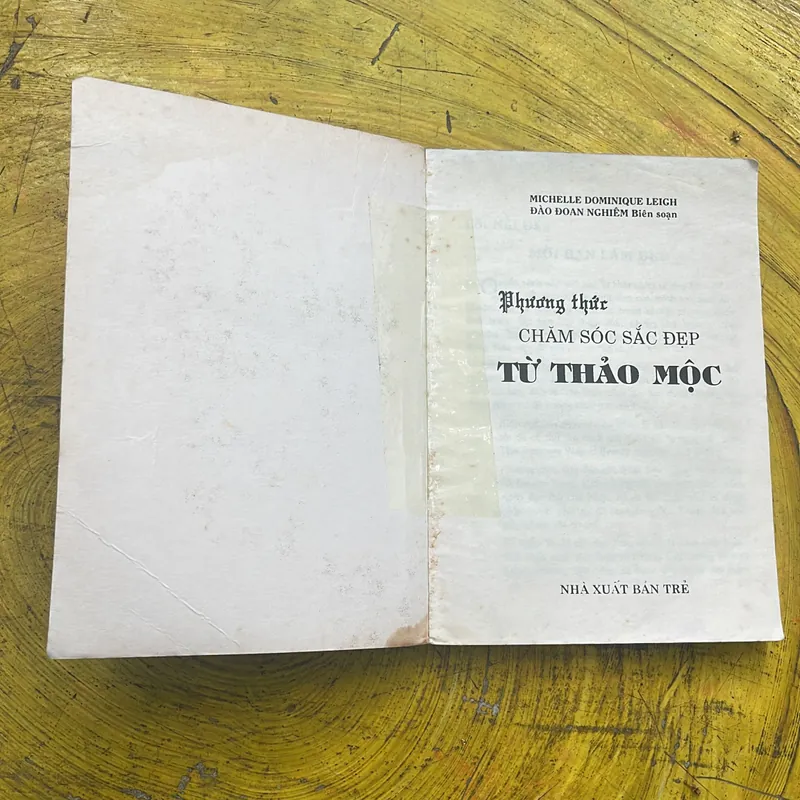 MICHELLE DOMINIQUE LEIGH
ĐÀO ĐOAN NGHIÊM Biên soạn
Phương thức
CHĂM SÓC SẮC ĐẸP
TỪ THẢO MỘC
NHÀ XUẤT BẢN TRẺ